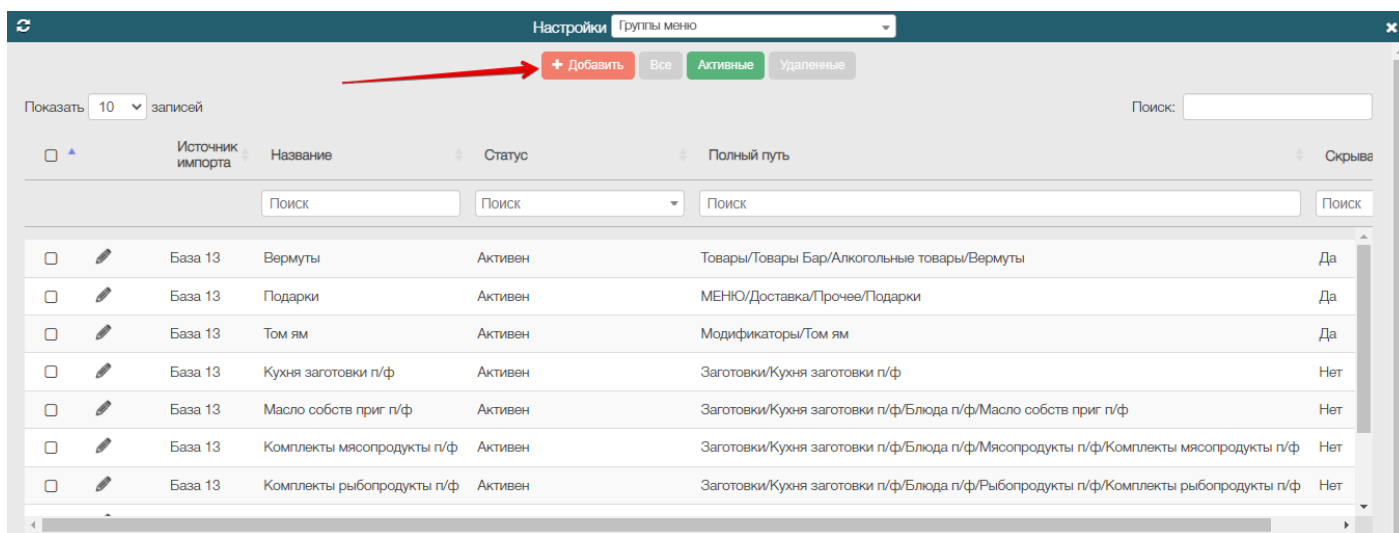 Настройки Группы меню
+ Добавить Все Активные Удаленные
Показать 10 записей Поиск:
Источник импорта Название Статус Полный путь Скрыва
Поиск Поиск Поиск Поиск
База 13 Вермуты Активен Товары/Товары Бар/Алкогольные товары/Вермуты Да
База 13 Подарки Активен МЕНЮ/Доставка/Прочее/Подарки Да
База 13 Том ям Активен Модификаторы/Том ям Да
База 13 Кухня заготовки п/ф Активен Заготовки/Кухня заготовки п/ф Нет
База 13 Масло собств приг п/ф Активен Заготовки/Кухня заготовки п/ф/Блюда п/ф/Масло собств приг п/ф Нет
База 13 Комплекты мясопродукты п/ф Активен Заготовки/Кухня заготовки п/ф/Блюда п/ф/Мясопродукты п/ф/Комплекты мясопродукты п/ф Нет
База 13 Комплекты рыбопродукты п/ф Активен Заготовки/Кухня заготовки п/ф/Блюда п/ф/Рыбопродукты п/ф/Комплекты рыбопродукты п/ф Нет